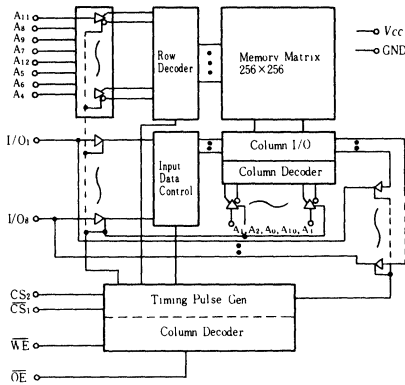 A11
A8
A9
A7
A12
A5
A6
A4
Row
Decoder
Memory Matrix
256×256
Vcc
GND
I/O1
Input
Data
Control
Column I/O
Column Decoder
I/O8
A2, A0, A10, A1
CS2
CS1
Timing Pulse Gen
Column Decoder
WE
OE